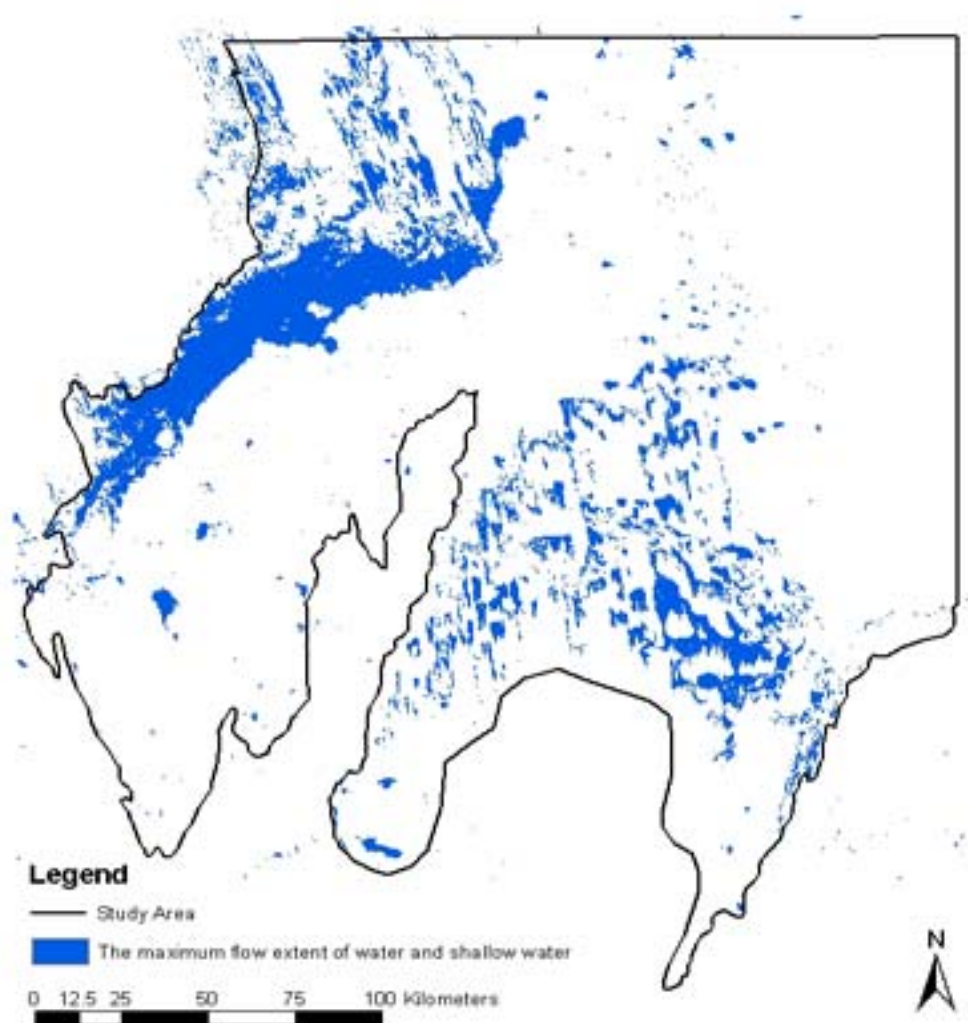 Legend
Study Area
The maximum flow extent of water and shallow water
0 12.5 25 50 75 100 Kilometers
N